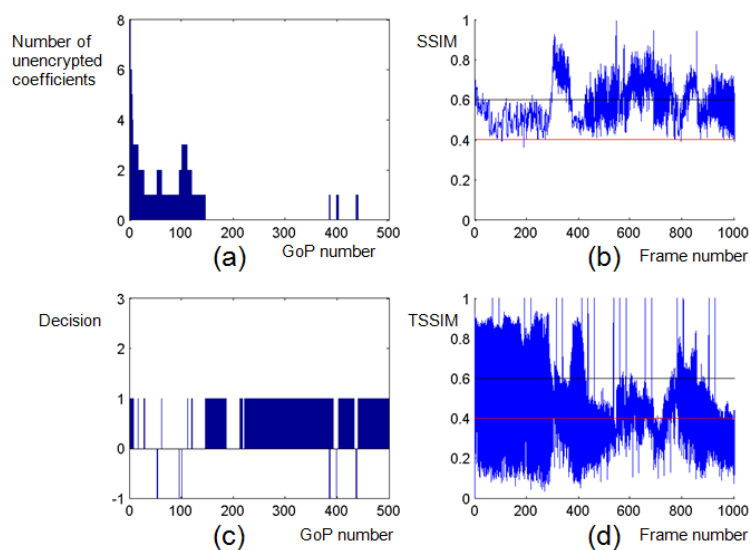 Number of
unencrypted
coefficients
8
6
4
2
0
0 100 200 300 400 500
(a)
GoP number
SSIM
1
0.8
0.6
0.4
0.2
0
0 200 400 600 800 1000
(b)
Frame number
Decision
3
2
1
0
-1
0 100 200 300 400 500
(c)
GoP number
TSSIM
1
0.8
0.6
0.4
0.2
0
0 200 400 600 800 1000
(d)
Frame number